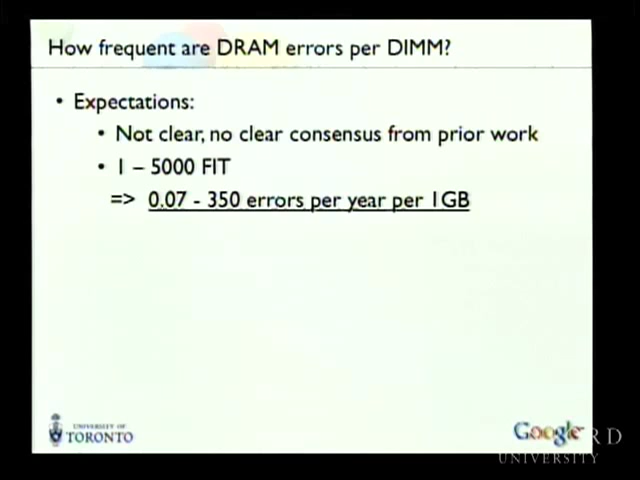 How frequent are DRAM errors per DIMM?
• Expectations:
• Not clear, no clear consensus from prior work
• 1 – 5000 FIT
=> 0.07 - 350 errors per year per 1GB
UNIVERSITY OF
TORONTO
Google
RD
UNIVERSITY